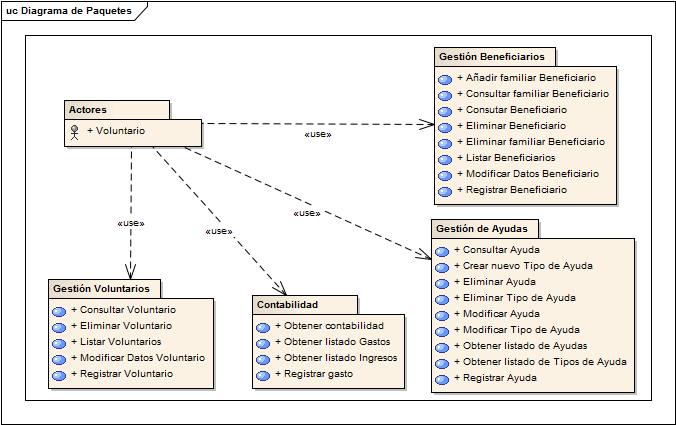 uc Diagrama de Paquetes
Actores
+ Voluntario
«use»
«use»
«use»
«use»
Gestión Beneficiarios
+ Añadir familiar Beneficiario
+ Consultar familiar Beneficiario
+ Consutar Beneficiario
+ Eliminar Beneficiario
+ Eliminar familiar Beneficiario
+ Listar Beneficiarios
+ Modificar Datos Beneficiario
+ Registrar Beneficiario
Gestión de Ayudas
+ Consultar Ayuda
+ Crear nuevo Tipo de Ayuda
+ Eliminar Ayuda
+ Eliminar Tipo de Ayuda
+ Modificar Ayuda
+ Modificar Tipo de Ayuda
+ Obtener listado de Ayudas
+ Obtener listado de Tipos de Ayuda
+ Registrar Ayuda
Gestión Voluntarios
+ Consultar Voluntario
+ Eliminar Voluntario
+ Listar Voluntarios
+ Modificar Datos Voluntario
+ Registrar Voluntario
Contabilidad
+ Obtener contabilidad
+ Obtener listado Gastos
+ Obtener listado Ingresos
+ Registrar gasto